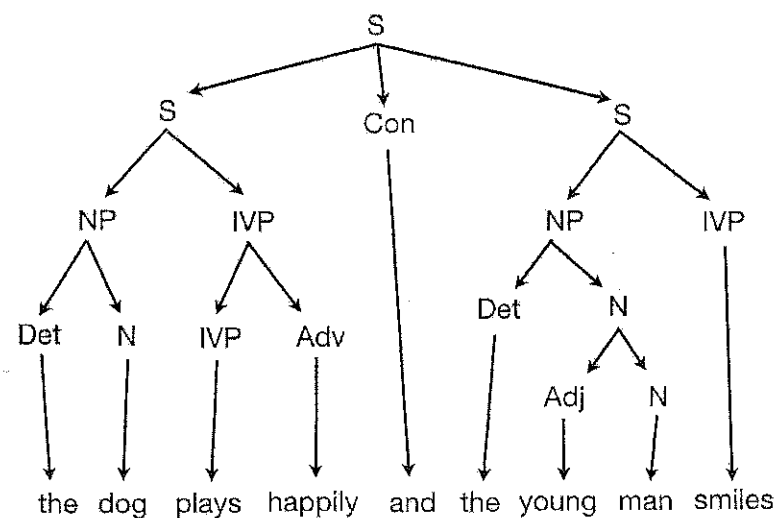 S
S Con S
NP IVP NP IVP
Det N IVP Adv Det N
Adj N
the dog plays happily and the young man smiles